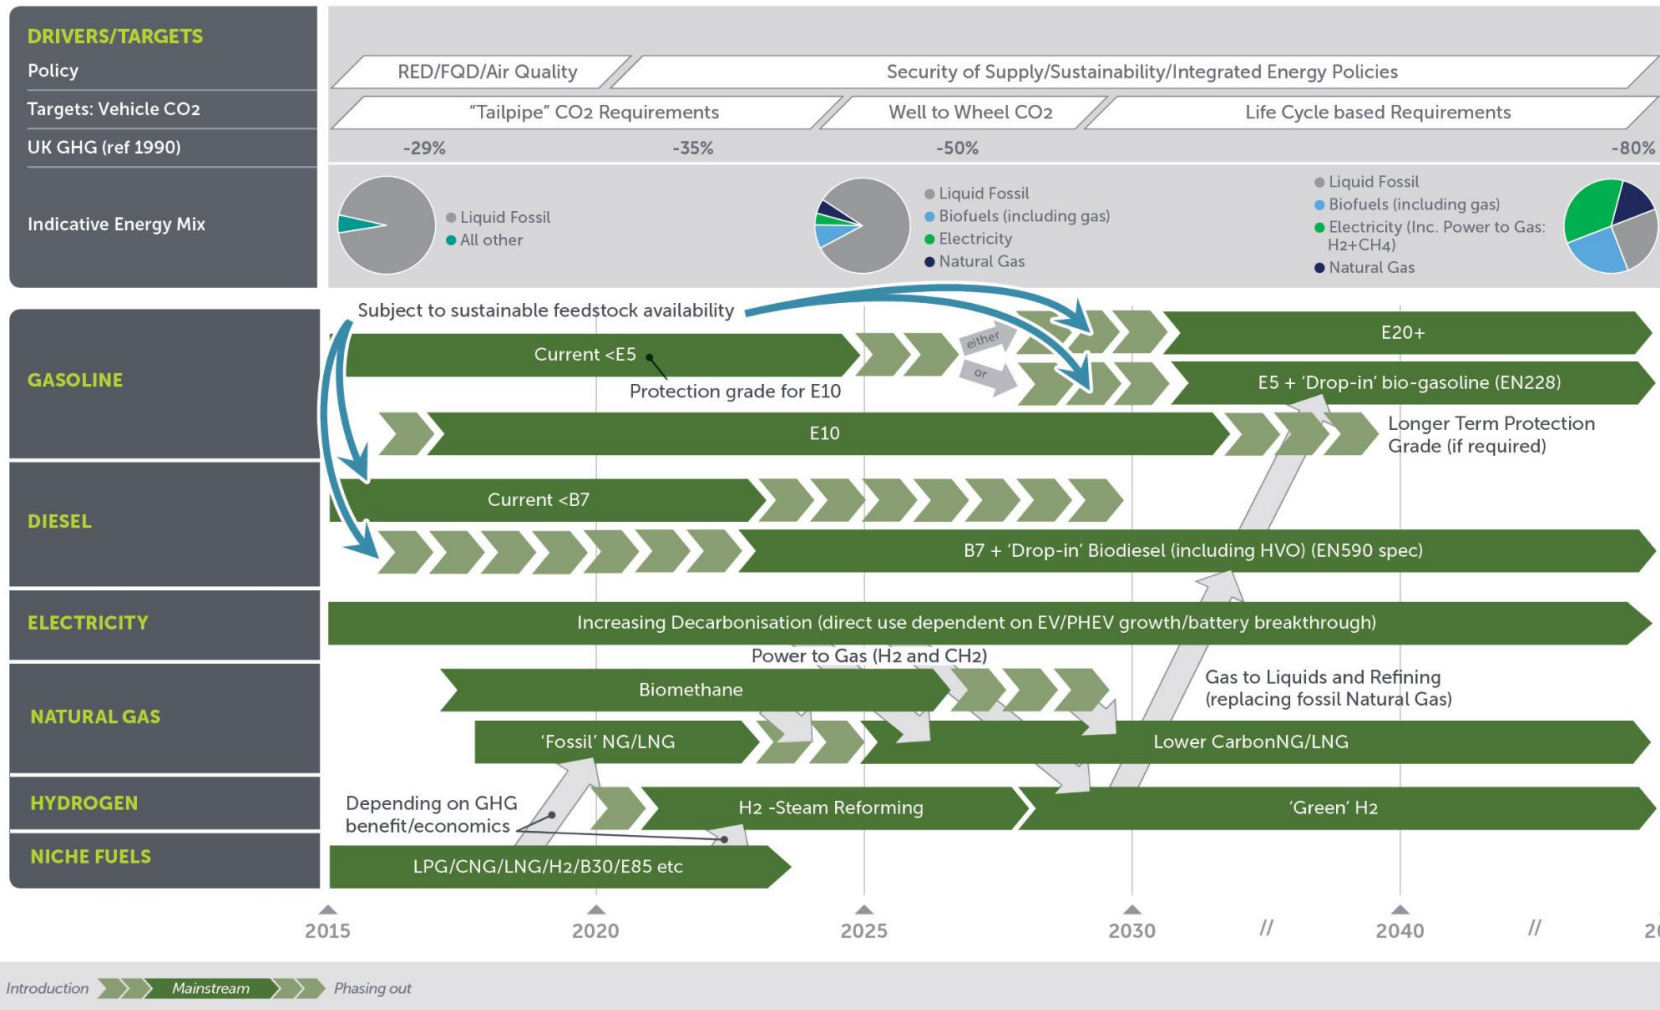 DRIVERS/TARGETS
Policy
RED/FQD/Air Quality
Security of Supply/Sustainability/Integrated Energy Policies
Targets: Vehicle CO2
"Tailpipe" CO2 Requirements
Well to Wheel CO2
Life Cycle based Requirements
UK GHG (ref 1990)
-29%
-35%
-50%
-80%
Indicative Energy Mix
Liquid Fossil
All other
Liquid Fossil
Biofuels (including gas)
Electricity
Natural Gas
Liquid Fossil
Biofuels (including gas)
Electricity (Inc. Power to Gas:
H2+CH4)
Natural Gas
Subject to sustainable feedstock availability
GASOLINE
Current <E5
Protection grade for E10
either
or
E20+
E5 + 'Drop-in' bio-gasoline (EN228)
E10
Longer Term Protection
Grade (if required)
DIESEL
Current <B7
B7 + 'Drop-in' Biodiesel (including HVO) (EN590 spec)
ELECTRICITY
Increasing Decarbonisation (direct use dependent on EV/PHEV growth/battery breakthrough)
Power to Gas (H2 and CH2)
NATURAL GAS
Biomethane
Gas to Liquids and Refining
(replacing fossil Natural Gas)
'Fossil' NG/LNG
Lower CarbonNG/LNG
HYDROGEN
Depending on GHG
benefit/economics
H2 -Steam Reforming
'Green' H2
NICHE FUELS
LPG/CNG/LNG/H2/B30/E85 etc
2015
2020
2025
2030
//
2040
//
Introduction
Mainstream
Phasing out